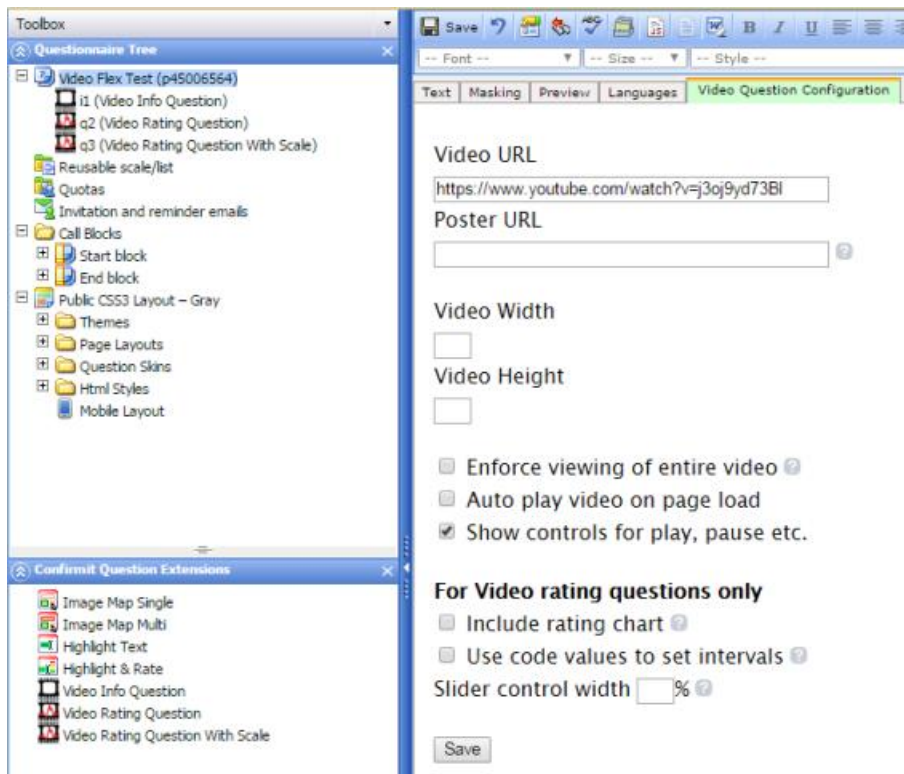 Toolbox
Questionnaire Tree
Video Flex Test (p45006564)
i1 (Video Info Question)
q2 (Video Rating Question)
q3 (Video Rating Question With Scale)
Reusable scale/list
Quotas
Invitation and reminder emails
Call Blocks
Start block
End block
Public CSS3 Layout – Gray
Themes
Page Layouts
Question Skins
Html Styles
Mobile Layout
Confirmit Question Extensions
Image Map Single
Image Map Multi
Highlight Text
Highlight & Rate
Video Info Question
Video Rating Question
Video Rating Question With Scale
Save B I U
-- Font -- -- Size -- -- Style --
Text Masking Preview Languages Video Question Configuration
Video URL
https://www.youtube.com/watch?v=j3oj9yd73BI
Poster URL
Video Width
Video Height
Enforce viewing of entire video ?
Auto play video on page load
Show controls for play, pause etc.
For Video rating questions only
Include rating chart ?
Use code values to set intervals ?
Slider control width % ?
Save